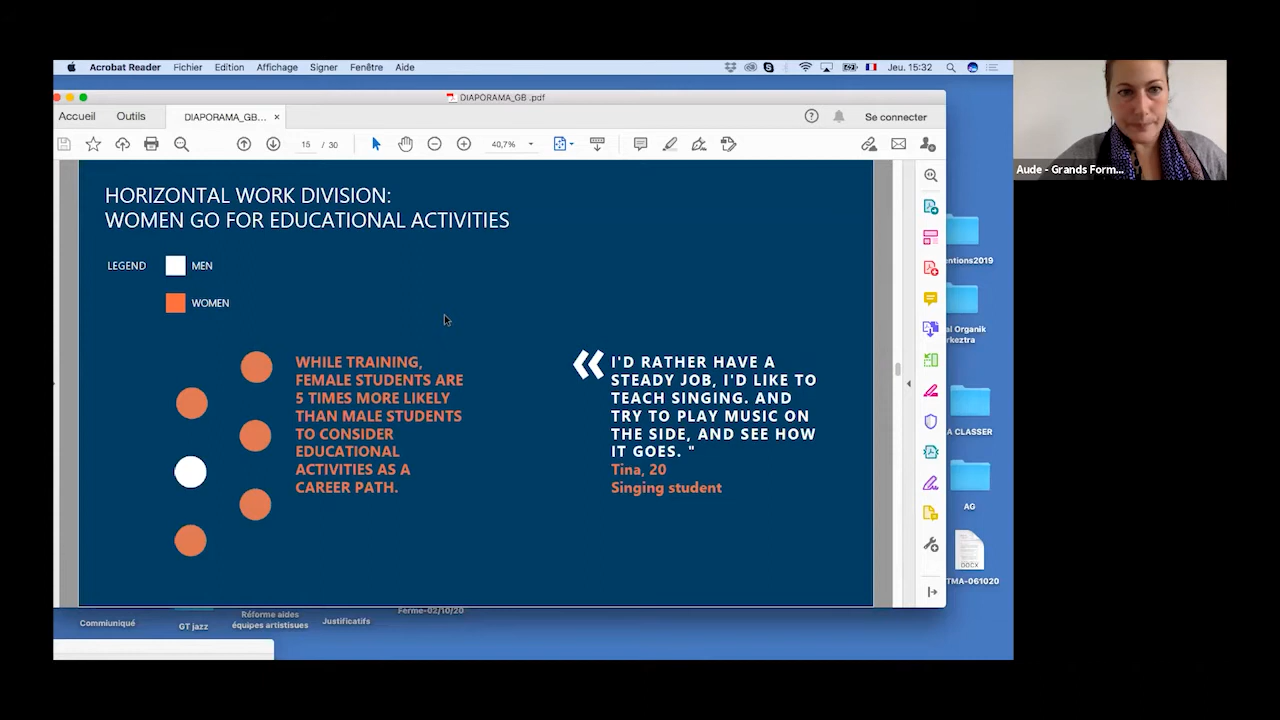 Acrobat Reader Fichier Edition Affichage Signer Fenêtre Aide Jeu. 15:32
DIAPORAMA_GB .pdf
Accueil Outils DIAPORAMA_GB... × Se connecter
15 / 30 40,7%
HORIZONTAL WORK DIVISION:
WOMEN GO FOR EDUCATIONAL ACTIVITIES
LEGEND MEN
WOMEN
WHILE TRAINING,
FEMALE STUDENTS ARE
5 TIMES MORE LIKELY
THAN MALE STUDENTS
TO CONSIDER
EDUCATIONAL
ACTIVITIES AS A
CAREER PATH.
« I'D RATHER HAVE A
STEADY JOB, I'D LIKE TO
TEACH SINGING. AND
TRY TO PLAY MUSIC ON
THE SIDE, AND SEE HOW
IT GOES. "
Tina, 20
Singing student
Aude - Grands Form...
entions2019
al Organik
rkeztra
A CLASSER
AG
DOCX
TMA-061020
Commiuniqué
GT jazz
Réforme aides
équipes artistisues
Justificatifs
Ferme-02/10/20